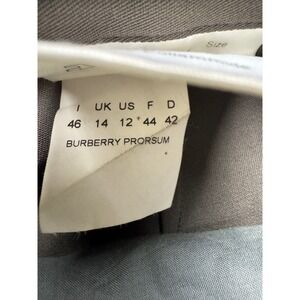 Size
I UK US F D
46 14 12 44 42
BURBERRY PRORSUM